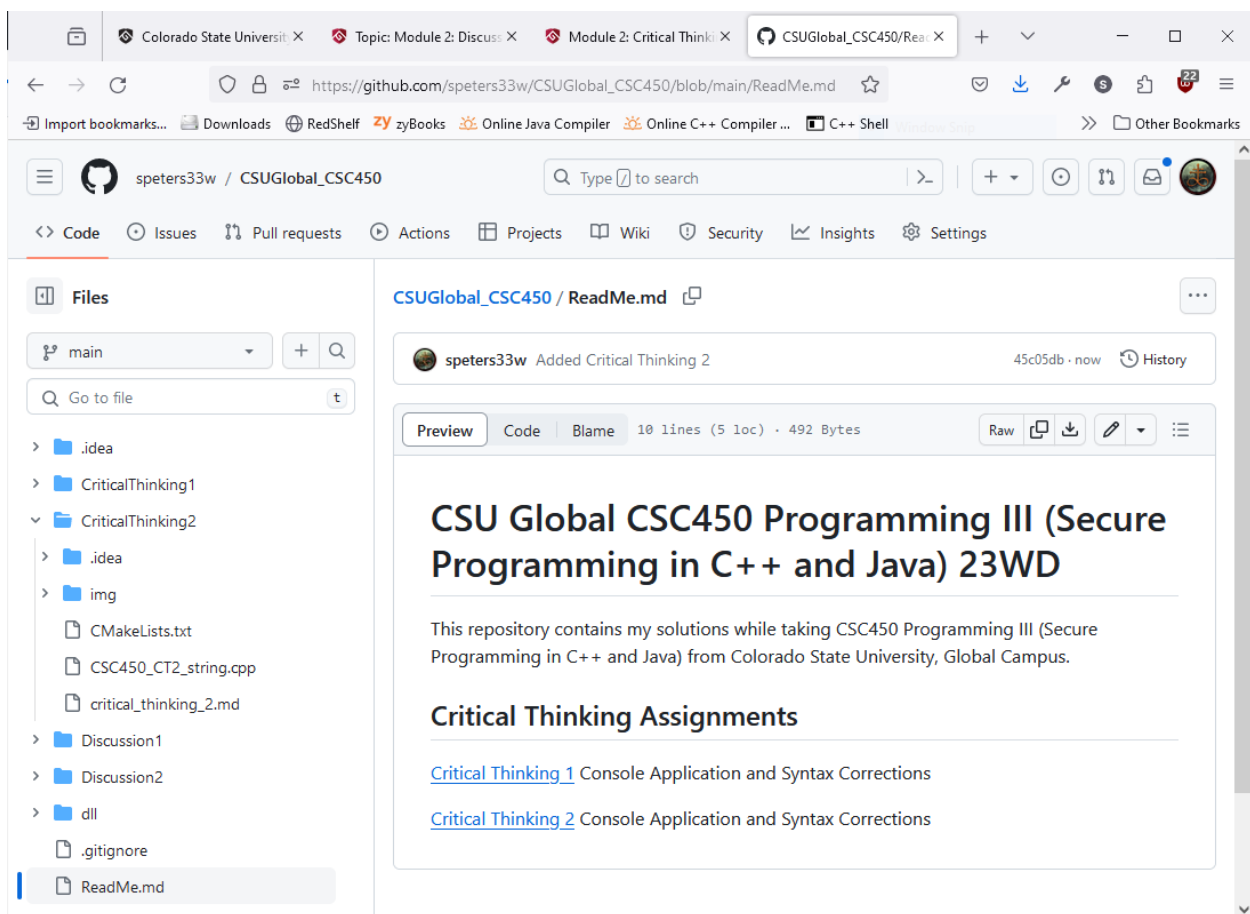 Colorado State Universit
Topic: Module 2: Discuss
Module 2: Critical Thinki
CSUGlobal_CSC450/Read
https://github.com/speters33w/CSUGlobal_CSC450/blob/main/ReadMe.md
S
22
Import bookmarks...
Downloads
RedShelf
zyBooks
Online Java Compiler
Online C++ Compiler ...
C++ Shell
Window Snip
Other Bookmarks
speters33w / CSUGlobal_CSC450
Type / to search
Code
Issues
Pull requests
Actions
Projects
Wiki
Security
Insights
Settings
Files
main
Go to file
t
.idea
CriticalThinking1
CriticalThinking2
.idea
img
CMakeLists.txt
CSC450_CT2_string.cpp
critical_thinking_2.md
Discussion1
Discussion2
dll
.gitignore
ReadMe.md
CSUGlobal_CSC450 / ReadMe.md
speters33w Added Critical Thinking 2
45c05db · now
History
Preview
Code
Blame
10 lines (5 loc) · 492 Bytes
Raw
CSU Global CSC450 Programming III (Secure
Programming in C++ and Java) 23WD
This repository contains my solutions while taking CSC450 Programming III (Secure
Programming in C++ and Java) from Colorado State University, Global Campus.
Critical Thinking Assignments
Critical Thinking 1 Console Application and Syntax Corrections
Critical Thinking 2 Console Application and Syntax Corrections